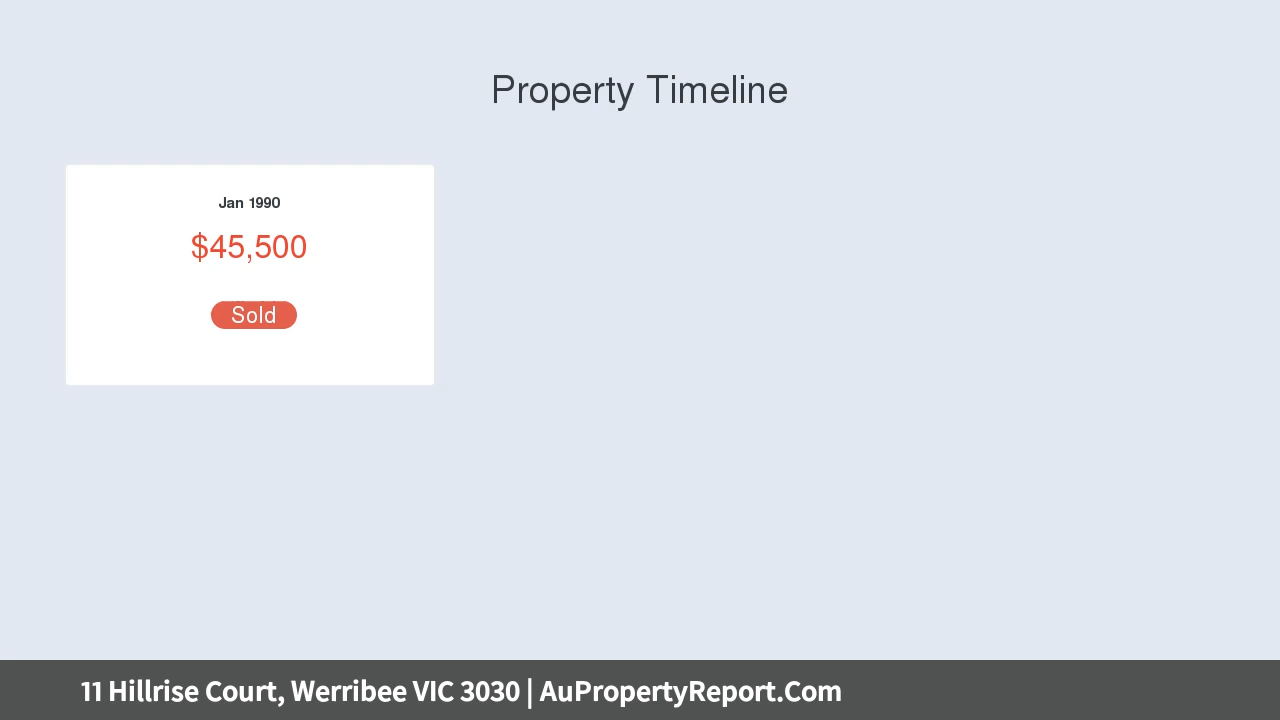 Property Timeline
Jan 1990
$45,500
Sold
11 Hillrise Court, Werribee VIC 3030 | AuPropertyReport.Com